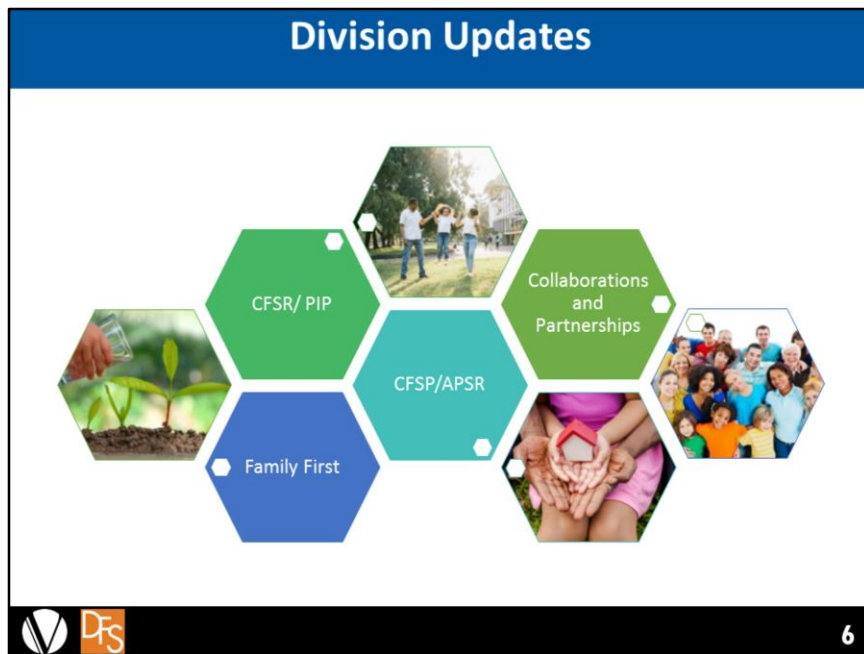 Division Updates
CFSR/ PIP
Collaborations
and
Partnerships
CFSP/APSR
Family First
DFS
6